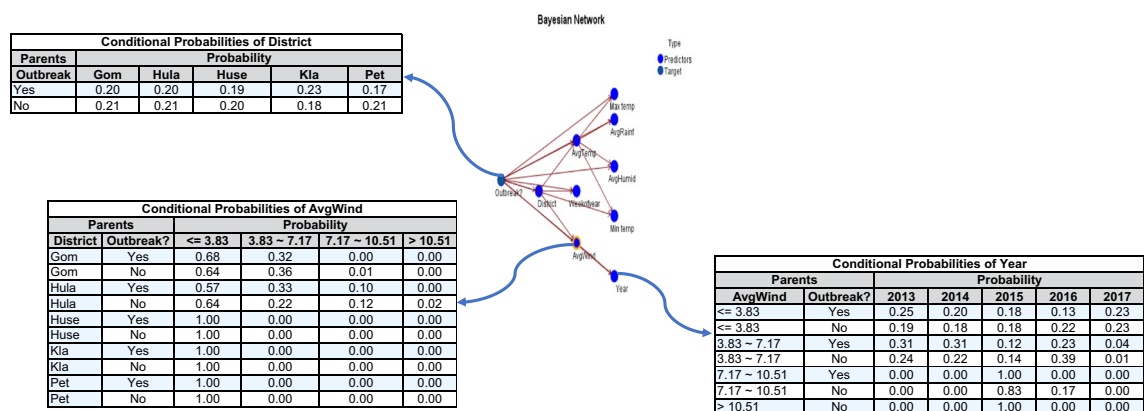 Bayesian Network
Type
Predictors
Target
Conditional Probabilities of District
Parents Probability
Outbreak Gom Hula Huse Kla Pet
Yes 0.20 0.20 0.19 0.23 0.17
No 0.21 0.21 0.20 0.18 0.21
Max temp
AvgRainf
AvgTemp
AvgHumid
Outbreak?
District
Min temp
AvgWind
Year
Conditional Probabilities of AvgWind
Parents Probability
District Outbreak? <= 3.83 3.83 ~ 7.17 7.17 ~ 10.51 > 10.51
Gom Yes 0.68 0.32 0.00 0.00
Gom No 0.64 0.36 0.01 0.00
Hula Yes 0.57 0.33 0.10 0.00
Hula No 0.64 0.22 0.12 0.02
Huse Yes 1.00 0.00 0.00 0.00
Huse No 1.00 0.00 0.00 0.00
Kla Yes 1.00 0.00 0.00 0.00
Kla No 1.00 0.00 0.00 0.00
Pet Yes 1.00 0.00 0.00 0.00
Pet No 1.00 0.00 0.00 0.00
Conditional Probabilities of Year
Parents Probability
AvgWind Outbreak? 2013 2014 2015 2016 2017
<= 3.83 Yes 0.25 0.20 0.18 0.13 0.23
<= 3.83 No 0.19 0.18 0.18 0.22 0.23
3.83 ~ 7.17 Yes 0.31 0.31 0.12 0.23 0.04
3.83 ~ 7.17 No 0.24 0.22 0.14 0.39 0.01
7.17 ~ 10.51 Yes 0.00 0.00 1.00 0.00 0.00
7.17 ~ 10.51 No 0.00 0.00 0.83 0.17 0.00
> 10.51 No 0.00 0.00 1.00 0.00 0.00